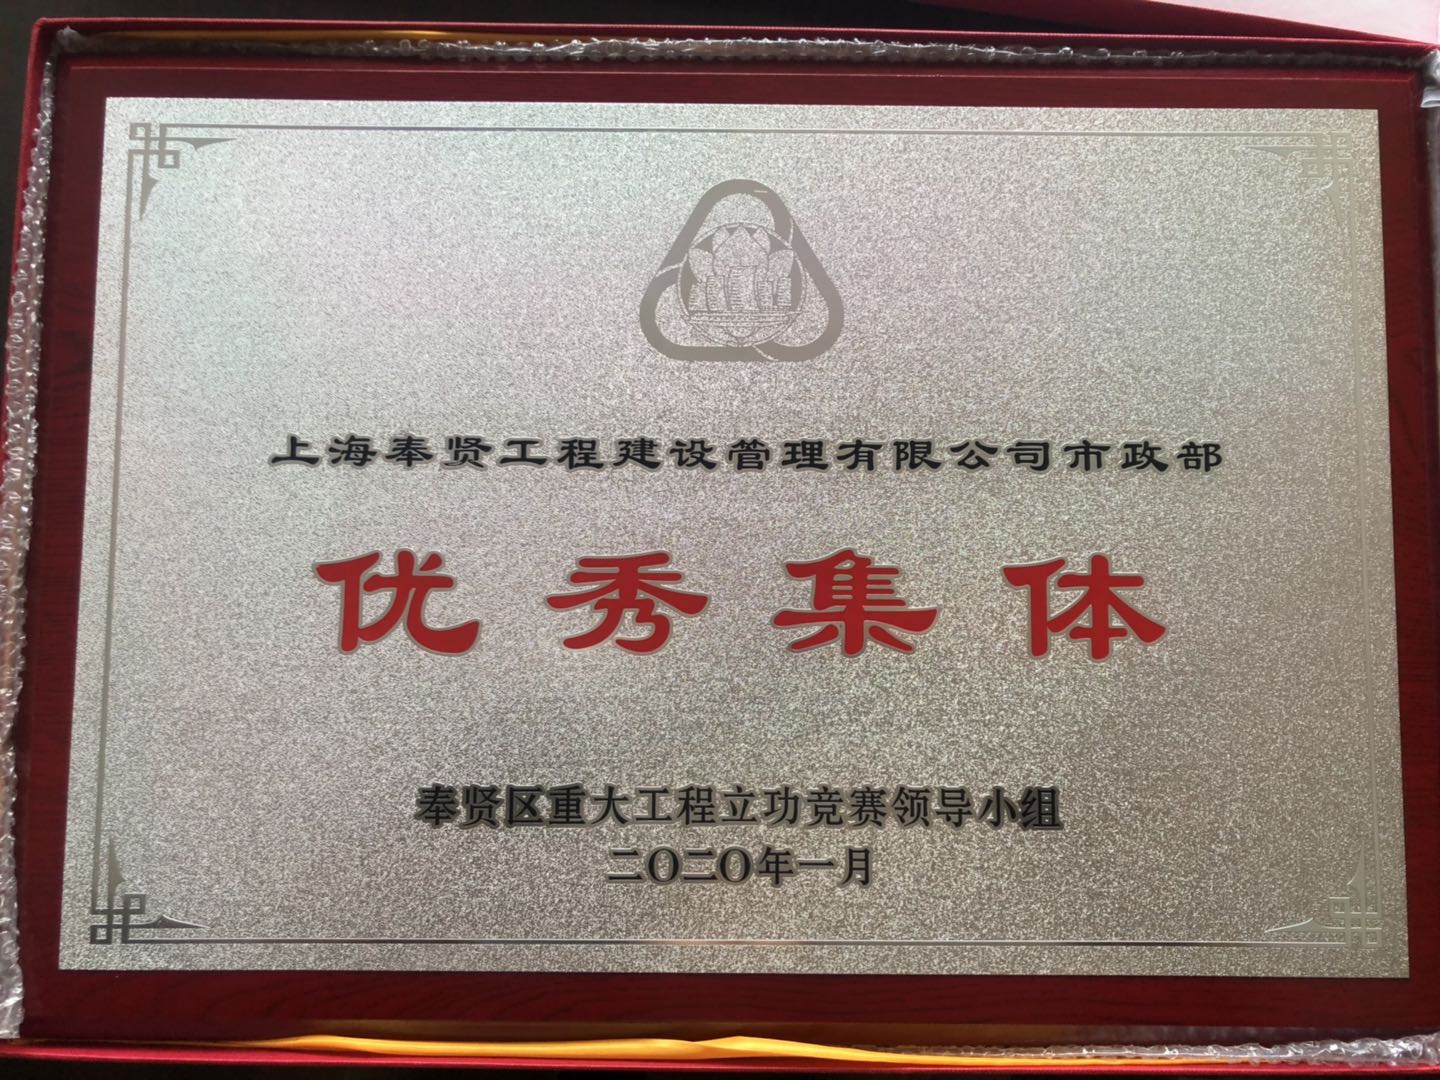 上海奉贤工程建设管理有限公司市政部
优秀集体
奉贤区重大工程立功竞赛领导小组
二〇二〇年一月